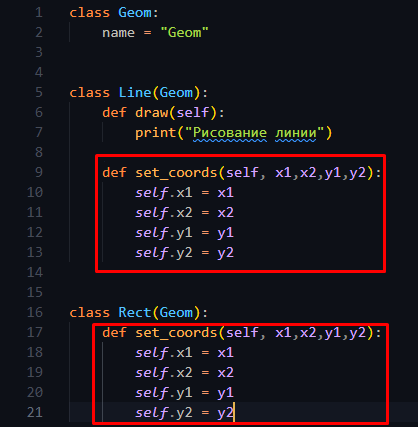 1 class Geom:
2 name = "Geom"
3
4
5 class Line(Geom):
6 def draw(self):
7 print("Рисование линии")
8
9 def set_coords(self, x1,x2,y1,y2):
10 self.x1 = x1
11 self.x2 = x2
12 self.y1 = y1
13 self.y2 = y2
14
15
16 class Rect(Geom):
17 def set_coords(self, x1,x2,y1,y2):
18 self.x1 = x1
19 self.x2 = x2
20 self.y1 = y1
21 self.y2 = y2